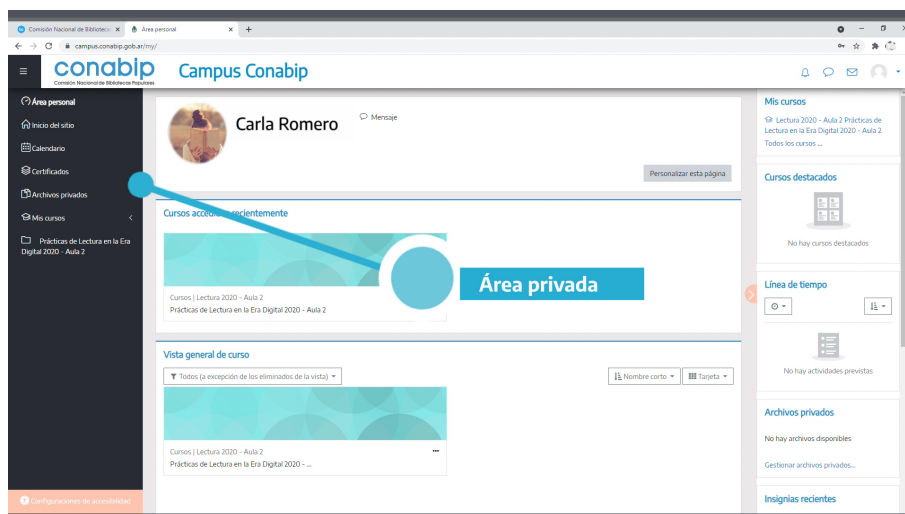 Comisión Nacional de Bibliotecas
Área personal
campus.conabip.gob.ar/my/
conabip
Comisión Nacional de Bibliotecas Populares
Campus Conabip
Área personal
Inicio del sitio
Calendario
Certificados
Archivos privados
Mis cursos
Prácticas de Lectura en la Era
Digital 2020 - Aula 2
Configuraciones de accesibilidad
Carla Romero
Mensaje
Personalizar esta página
Cursos accedidos recientemente
Área privada
Cursos | Lectura 2020 - Aula 2
Prácticas de Lectura en la Era Digital 2020 - Aula 2
Vista general de curso
Todos (a excepción de los eliminados de la vista)
Nombre corto
Tarjeta
Cursos | Lectura 2020 - Aula 2
Prácticas de Lectura en la Era Digital 2020 - ...
Mis cursos
Lectura 2020 - Aula 2 Prácticas de
Lectura en la Era Digital 2020 - Aula 2
Todos los cursos ...
Cursos destacados
No hay cursos destacados
Línea de tiempo
No hay actividades previstas
Archivos privados
No hay archivos disponibles
Gestionar archivos privados...
Insignias recientes